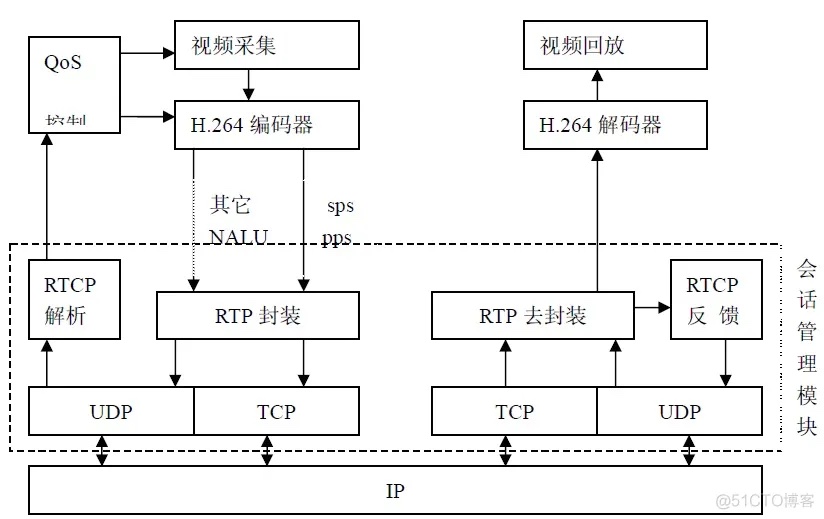 QoS
控制
视频采集
视频回放
H.264 编码器
H.264 解码器
其它
NALU
sps
pps
RTCP
解析
RTP 封装
RTP 去封装
RTCP
反 馈
会
话
管
理
模
块
UDP
TCP
TCP
UDP
IP
@51CTO博客